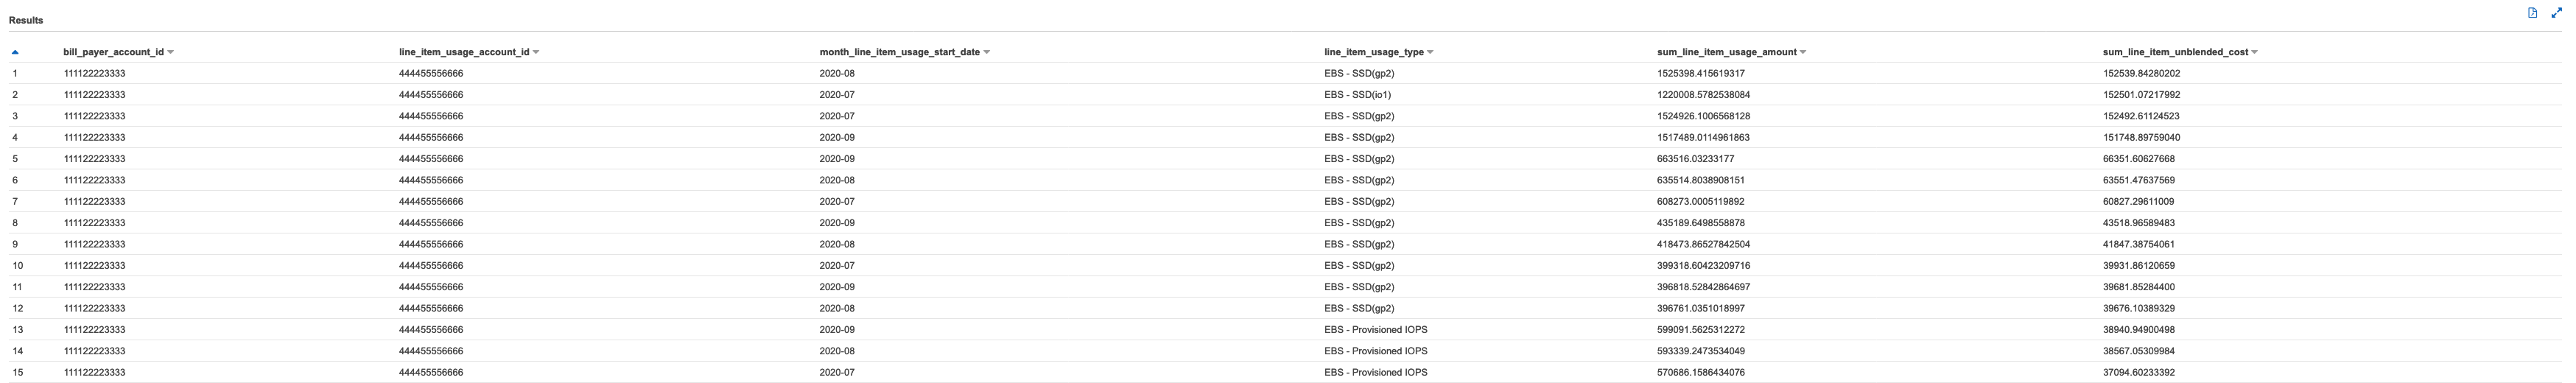 Results
bill_payer_account_id line_item_usage_account_id month_line_item_usage_start_date line_item_usage_type sum_line_item_usage_amount sum_line_item_unblended_cost
1 111122223333 444455556666 2020-08 EBS - SSD(gp2) 1525398.415619317 152539.84280202
2 111122223333 444455556666 2020-07 EBS - SSD(io1) 1220008.5782538084 152501.07217992
3 111122223333 444455556666 2020-07 EBS - SSD(gp2) 1524926.1006568128 152492.61124523
4 111122223333 444455556666 2020-09 EBS - SSD(gp2) 1517489.0114961863 151748.89759040
5 111122223333 444455556666 2020-09 EBS - SSD(gp2) 663516.03233177 66351.60627668
6 111122223333 444455556666 2020-08 EBS - SSD(gp2) 635514.8038908151 63551.47637569
7 111122223333 444455556666 2020-07 EBS - SSD(gp2) 608273.0005119892 60827.29611009
8 111122223333 444455556666 2020-09 EBS - SSD(gp2) 435189.6498558878 43518.96589483
9 111122223333 444455556666 2020-08 EBS - SSD(gp2) 418473.86527842504 41847.38754061
10 111122223333 444455556666 2020-07 EBS - SSD(gp2) 399318.60423209716 39931.86120659
11 111122223333 444455556666 2020-09 EBS - SSD(gp2) 396818.52842864697 39681.85284400
12 111122223333 444455556666 2020-08 EBS - SSD(gp2) 396761.0351018997 39676.10389329
13 111122223333 444455556666 2020-09 EBS - Provisioned IOPS 599091.5625312272 38940.94900498
14 111122223333 444455556666 2020-08 EBS - Provisioned IOPS 593339.2473534049 38567.05309984
15 111122223333 444455556666 2020-07 EBS - Provisioned IOPS 570686.1586434076 37094.60233392